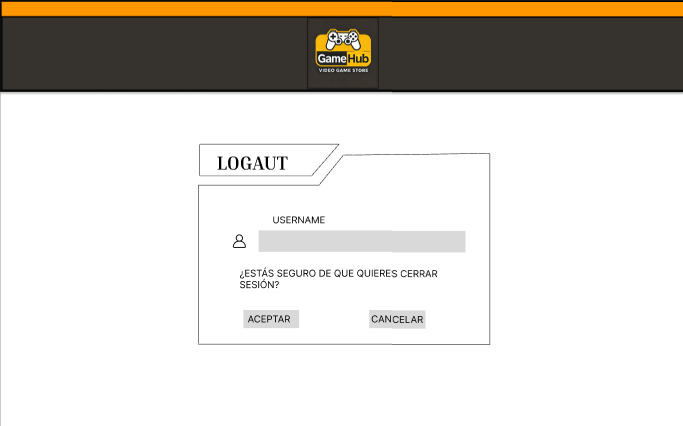 GameHub
VIDEO GAME STORE
LOGAUT
USERNAME
¿ESTÁS SEGURO DE QUE QUIERES CERRAR
SESIÓN?
ACEPTAR
CANCELAR